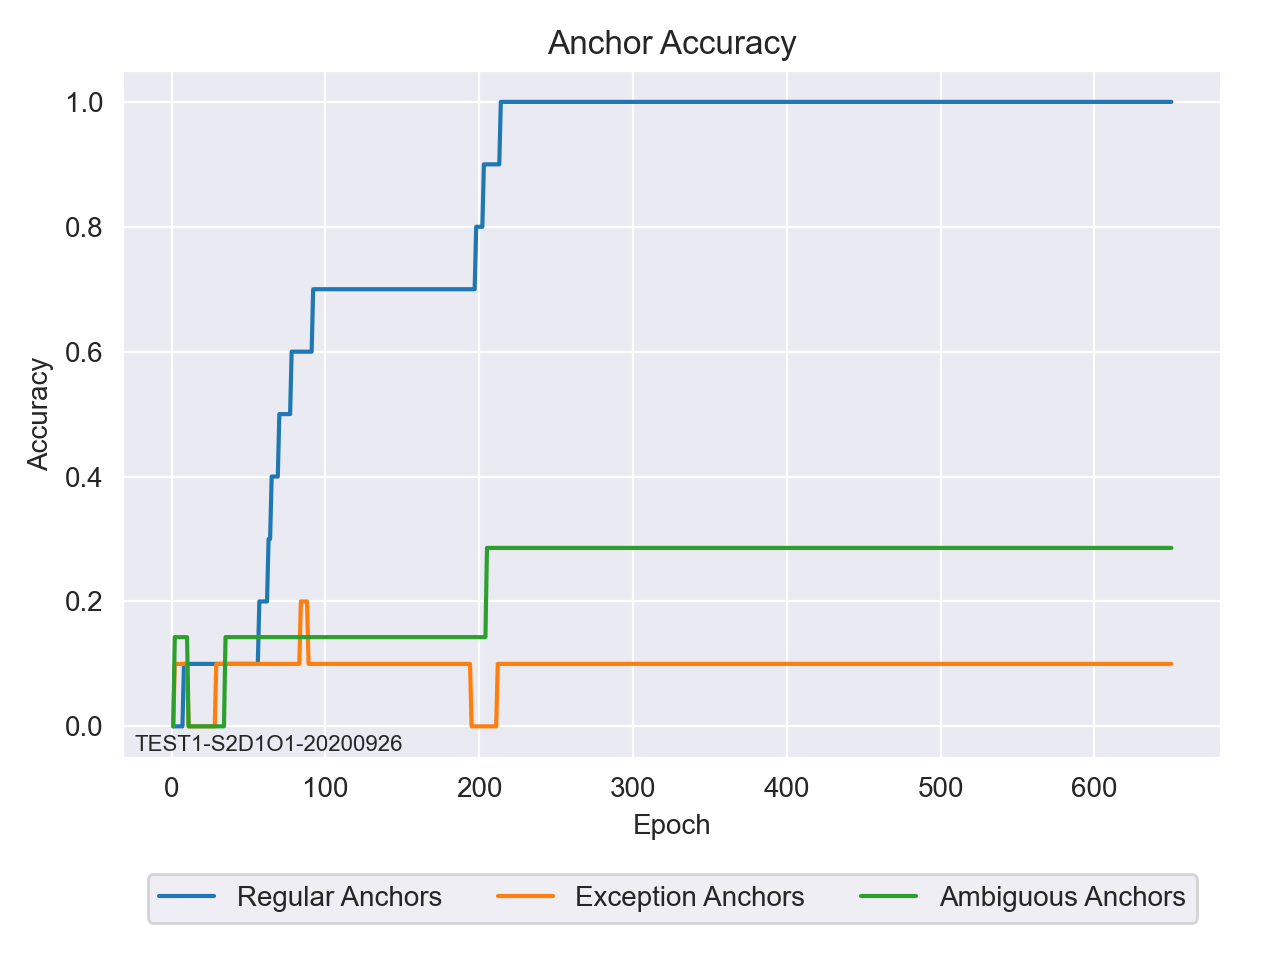 Anchor Accuracy
1.0
0.8
0.6
0.4
0.2
0.0
Accuracy
TEST1-S2D1O1-20200926
0 100 200 300 400 500 600
Epoch
Regular Anchors Exception Anchors Ambiguous Anchors